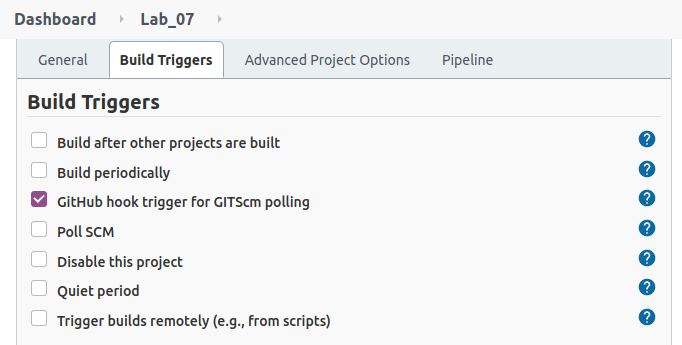 Dashboard Lab_07
General Build Triggers Advanced Project Options Pipeline
Build Triggers
Build after other projects are built ?
Build periodically ?
GitHub hook trigger for GITScm polling ?
Poll SCM ?
Disable this project ?
Quiet period ?
Trigger builds remotely (e.g., from scripts) ?